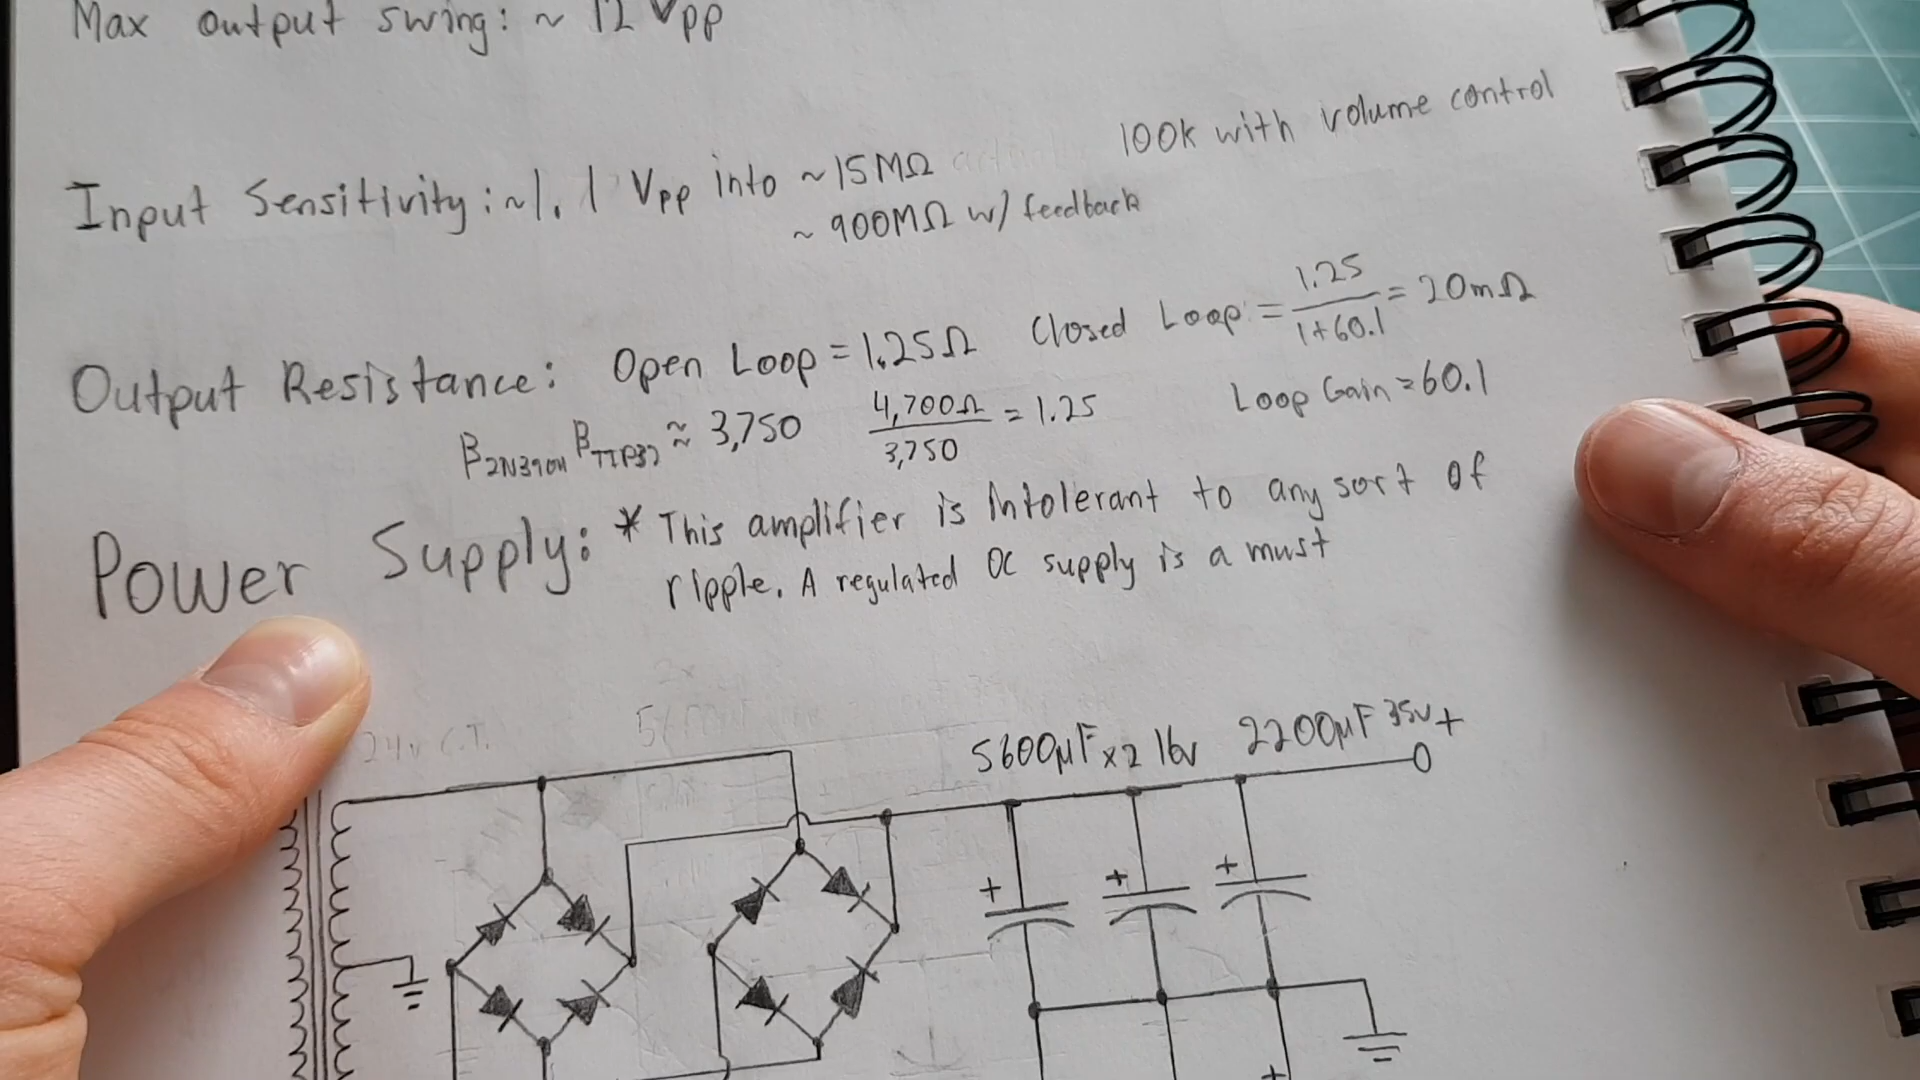 Max output swing: ~ 12 Vpp
100k with volume control
Input Sensitivity: ~1.1 Vpp into ~15MΩ
~ 900MΩ w/ feedback
Output Resistance: Open Loop = 1.25Ω Closed Loop: = 1.25 / 1+60.1 = 20mΩ
β2N3904 βTIP32 ≈ 3,750 4,700Ω / 3,750 = 1.25 Loop Gain = 60.1
Power Supply: * This amplifier is intolerant to any sort of
ripple. A regulated DC supply is a must
24v C.T.
5600µF x2 16v 2200µF 35v +
+ + +
+